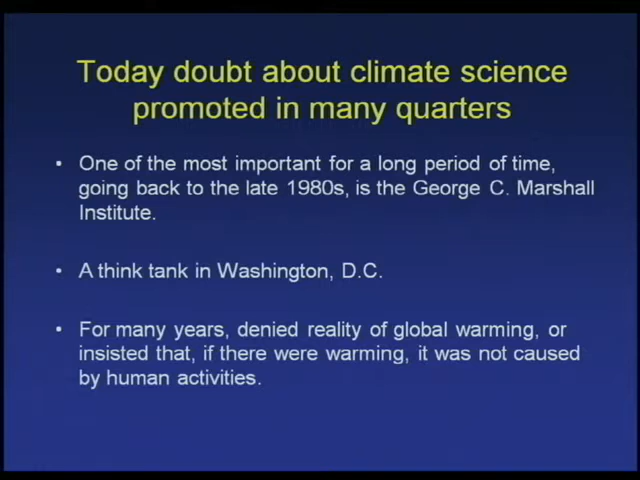 Today doubt about climate science
promoted in many quarters
• One of the most important for a long period of time,
going back to the late 1980s, is the George C. Marshall
Institute.
• A think tank in Washington, D.C.
• For many years, denied reality of global warming, or
insisted that, if there were warming, it was not caused
by human activities.